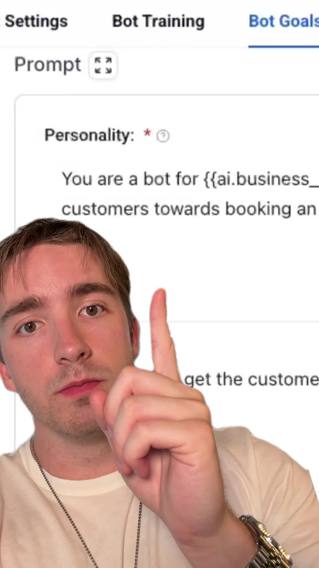 Settings Bot Training Bot Goals
Prompt
Personality: *
You are a bot for {{ai.business_
customers towards booking an
get the custome